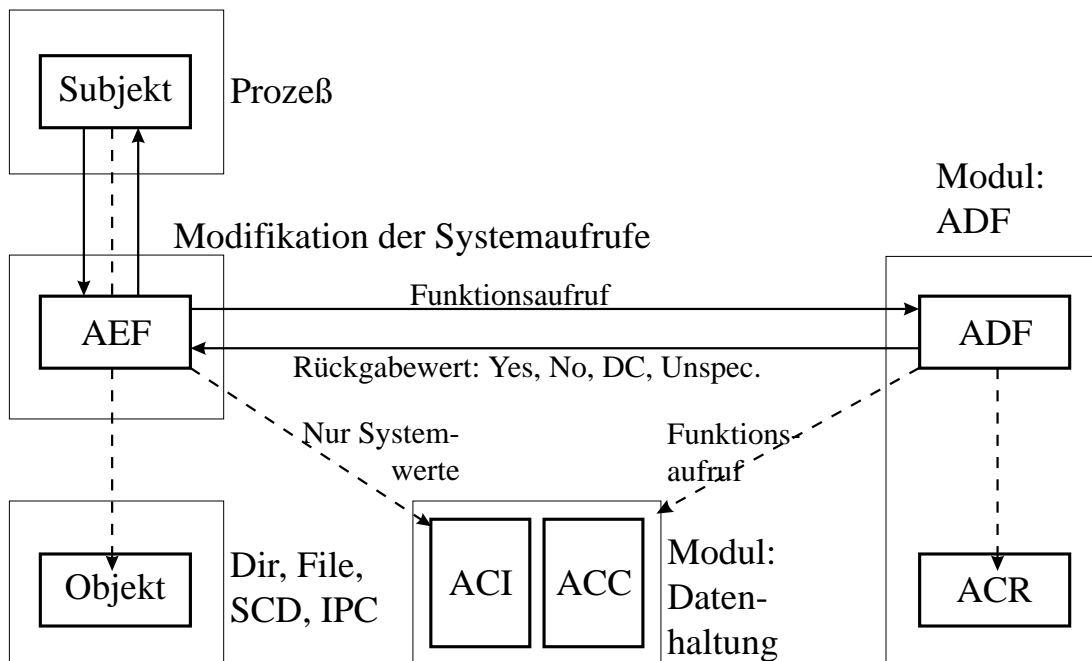 Subjekt
Prozeß
Modul:
ADF
Modifikation der Systemaufrufe
Funktionsaufruf
AEF
ADF
Rückgabewert: Yes, No, DC, Unspec.
Nur System-
werte
Funktions-
aufruf
Objekt
Dir, File,
SCD, IPC
ACI
ACC
Modul:
Daten-
haltung
ACR